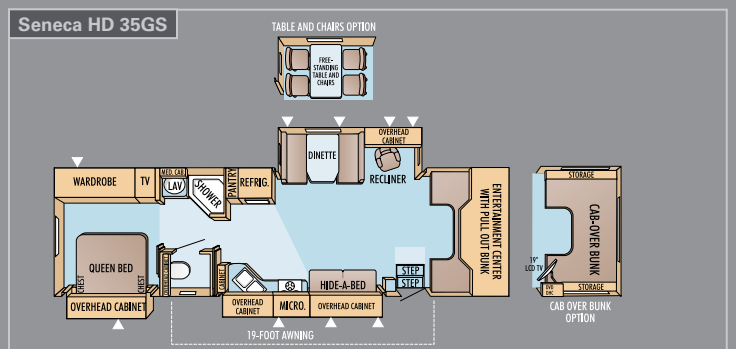 Seneca HD 35GS
TABLE AND CHAIRS OPTION
FREE-
STANDING
TABLE AND
CHAIRS
OVERHEAD
CABINET
DINETTE
RECLINER
WARDROBE
TV
MED. CAB.
LAV
SHOWER
PANTRY
REFRIG.
ENTERTAINMENT CENTER
WITH PULL OUT BUNK
STORAGE
CAB-OVER BUNK
19"
LCD TV
DVD
STORAGE
CAB OVER BUNK
OPTION
QUEEN BED
CHEST
CHEST
OVERHEAD CABINET
CABINET
STEP
STEP
HIDE-A-BED
OVERHEAD
CABINET
MICRO.
OVERHEAD CABINET
19-FOOT AWNING